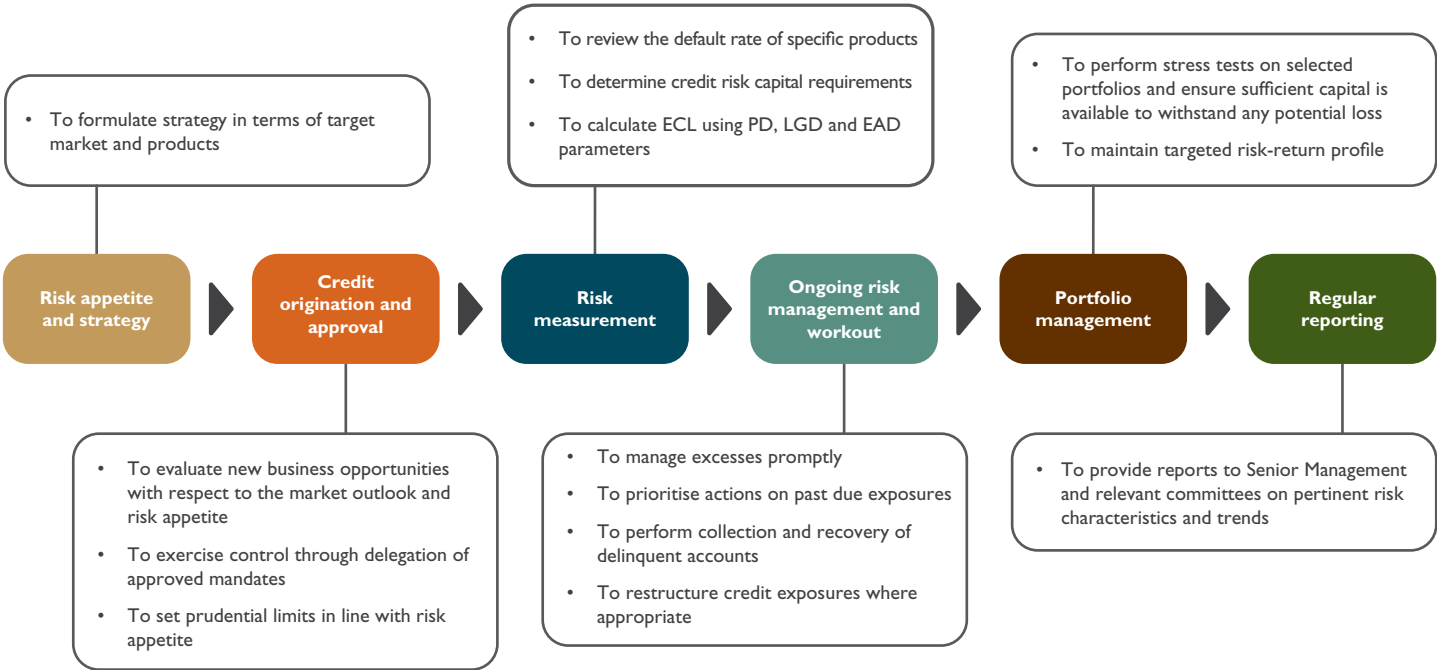 • To formulate strategy in terms of target
market and products
• To review the default rate of specific products
• To determine credit risk capital requirements
• To calculate ECL using PD, LGD and EAD
parameters
• To perform stress tests on selected
portfolios and ensure sufficient capital is
available to withstand any potential loss
• To maintain targeted risk-return profile
Risk appetite
and strategy
Credit
origination and
approval
Risk
measurement
Ongoing risk
management and
workout
Portfolio
management
Regular
reporting
• To evaluate new business opportunities
with respect to the market outlook and
risk appetite
• To exercise control through delegation of
approved mandates
• To set prudential limits in line with risk
appetite
• To manage excesses promptly
• To prioritise actions on past due exposures
• To perform collection and recovery of
delinquent accounts
• To restructure credit exposures where
appropriate
• To provide reports to Senior Management
and relevant committees on pertinent risk
characteristics and trends